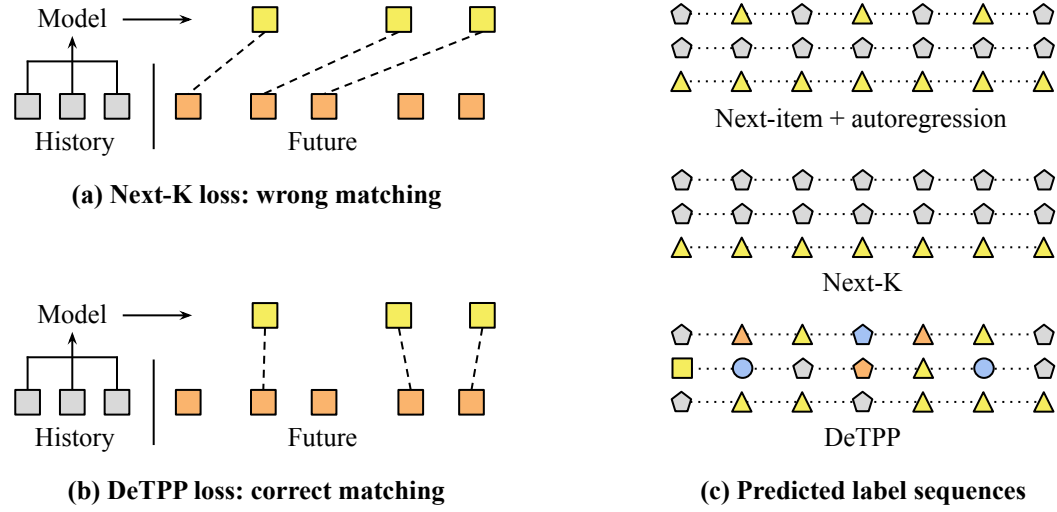 Model
History
Future
(a) Next-K loss: wrong matching
Model
History
Future
(b) DeTPP loss: correct matching
Next-item + autoregression
Next-K
DeTPP
(c) Predicted label sequences